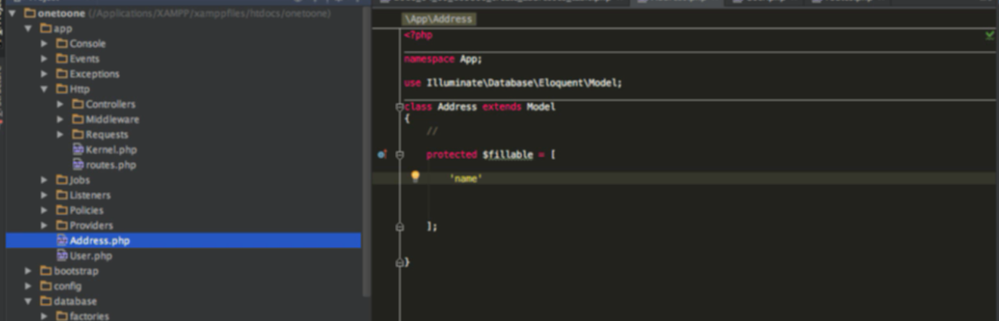 onetoone (/Applications/XAMPP/xamppfiles/htdocs/onetoone)
app
Console
Events
Exceptions
Http
Controllers
Middleware
Requests
Kernel.php
routes.php
Jobs
Listeners
Policies
Providers
Address.php
User.php
bootstrap
config
database
factories
\App\Address
<?php
namespace App;
use Illuminate\Database\Eloquent\Model;
class Address extends Model
{
//
protected $fillable = [
'name'
];
}